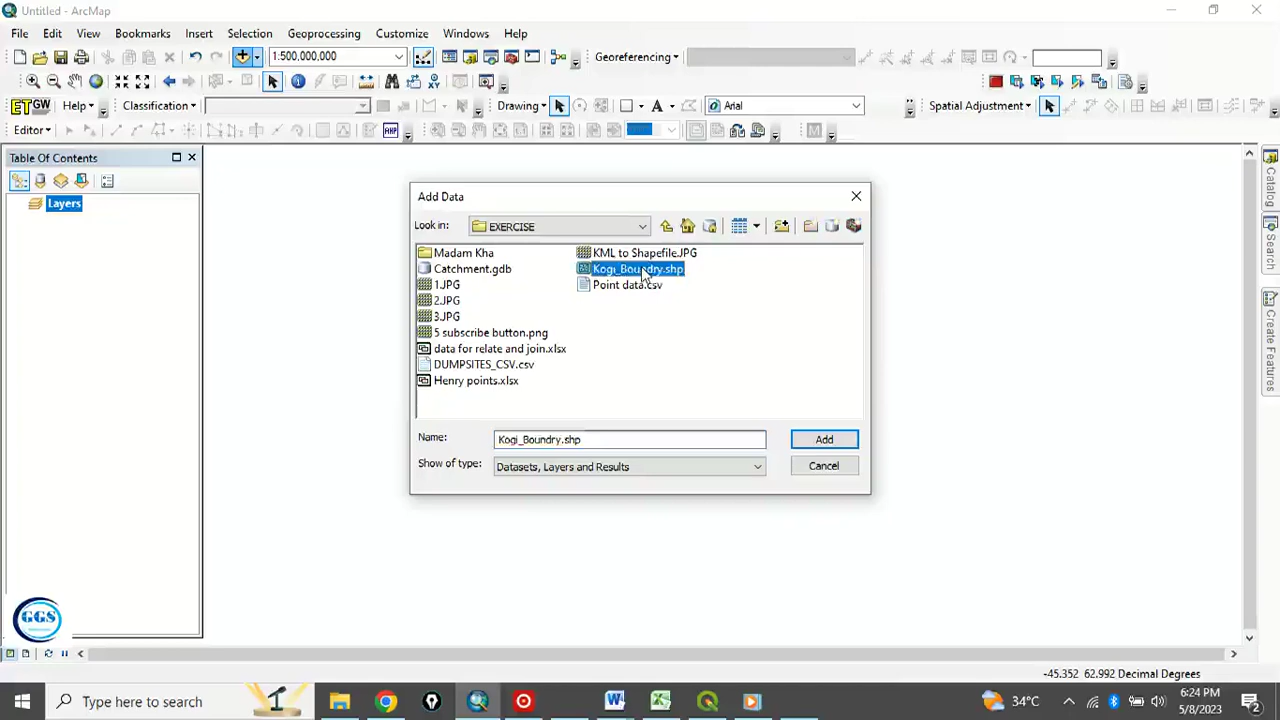 Untitled - ArcMap
File Edit View Bookmarks Insert Selection Geoprocessing Customize Windows Help
1:500,000,000 Georeferencing
ETGW Help Classification Drawing A Arial Spatial Adjustment
Editor AHP M
Table Of Contents
Layers
Add Data
Look in: EXERCISE
Madam Kha
Catchment.gdb
1.JPG
2.JPG
3.JPG
5 subscribe button.png
data for relate and join.xlsx
DUMPSITES_CSV.csv
Henry points.xlsx
KML to Shapefile.JPG
Kogi_Boundry.shp
Point data.csv
Name: Kogi_Boundry.shp Add
Show of type: Datasets, Layers and Results Cancel
Catalog
Search
Create Features
GGS
-45.352 62.992 Decimal Degrees
Type here to search
34°C
6:24 PM
5/8/2023
2